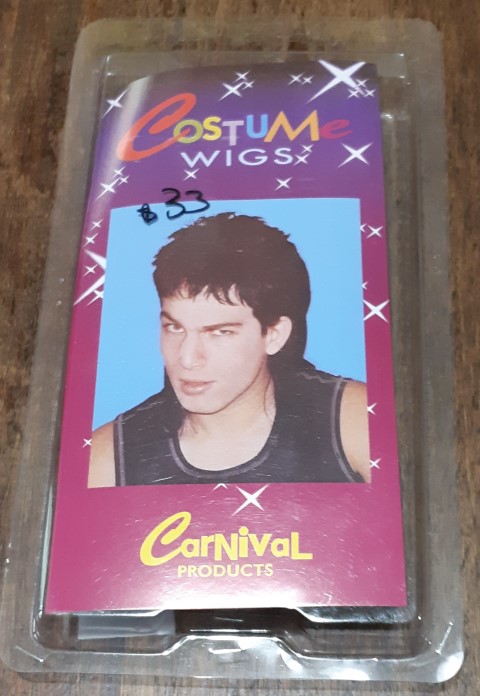 CosTuMe
WIGS
$33
CarNivaL
PRODUCTS